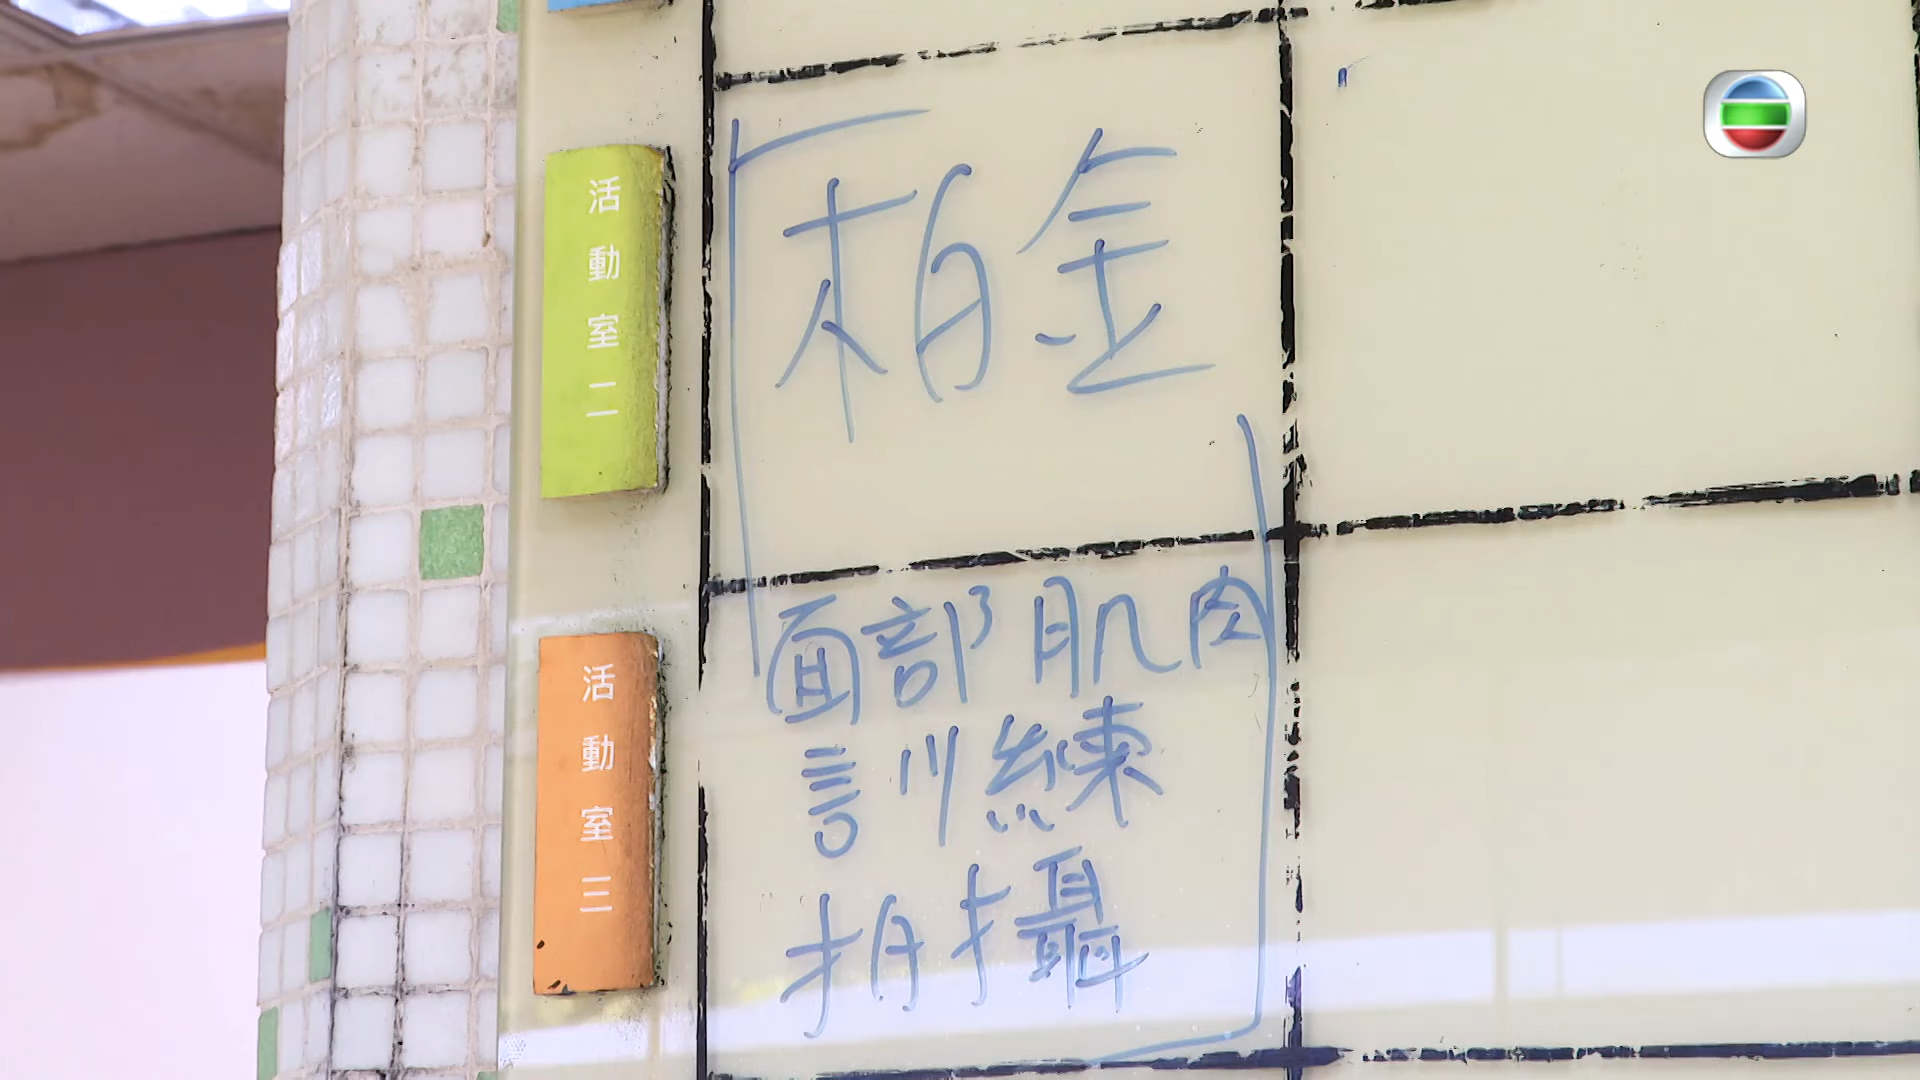 活動室二
「柏金
面部肌肉
訓練
拍攝」
活動室三